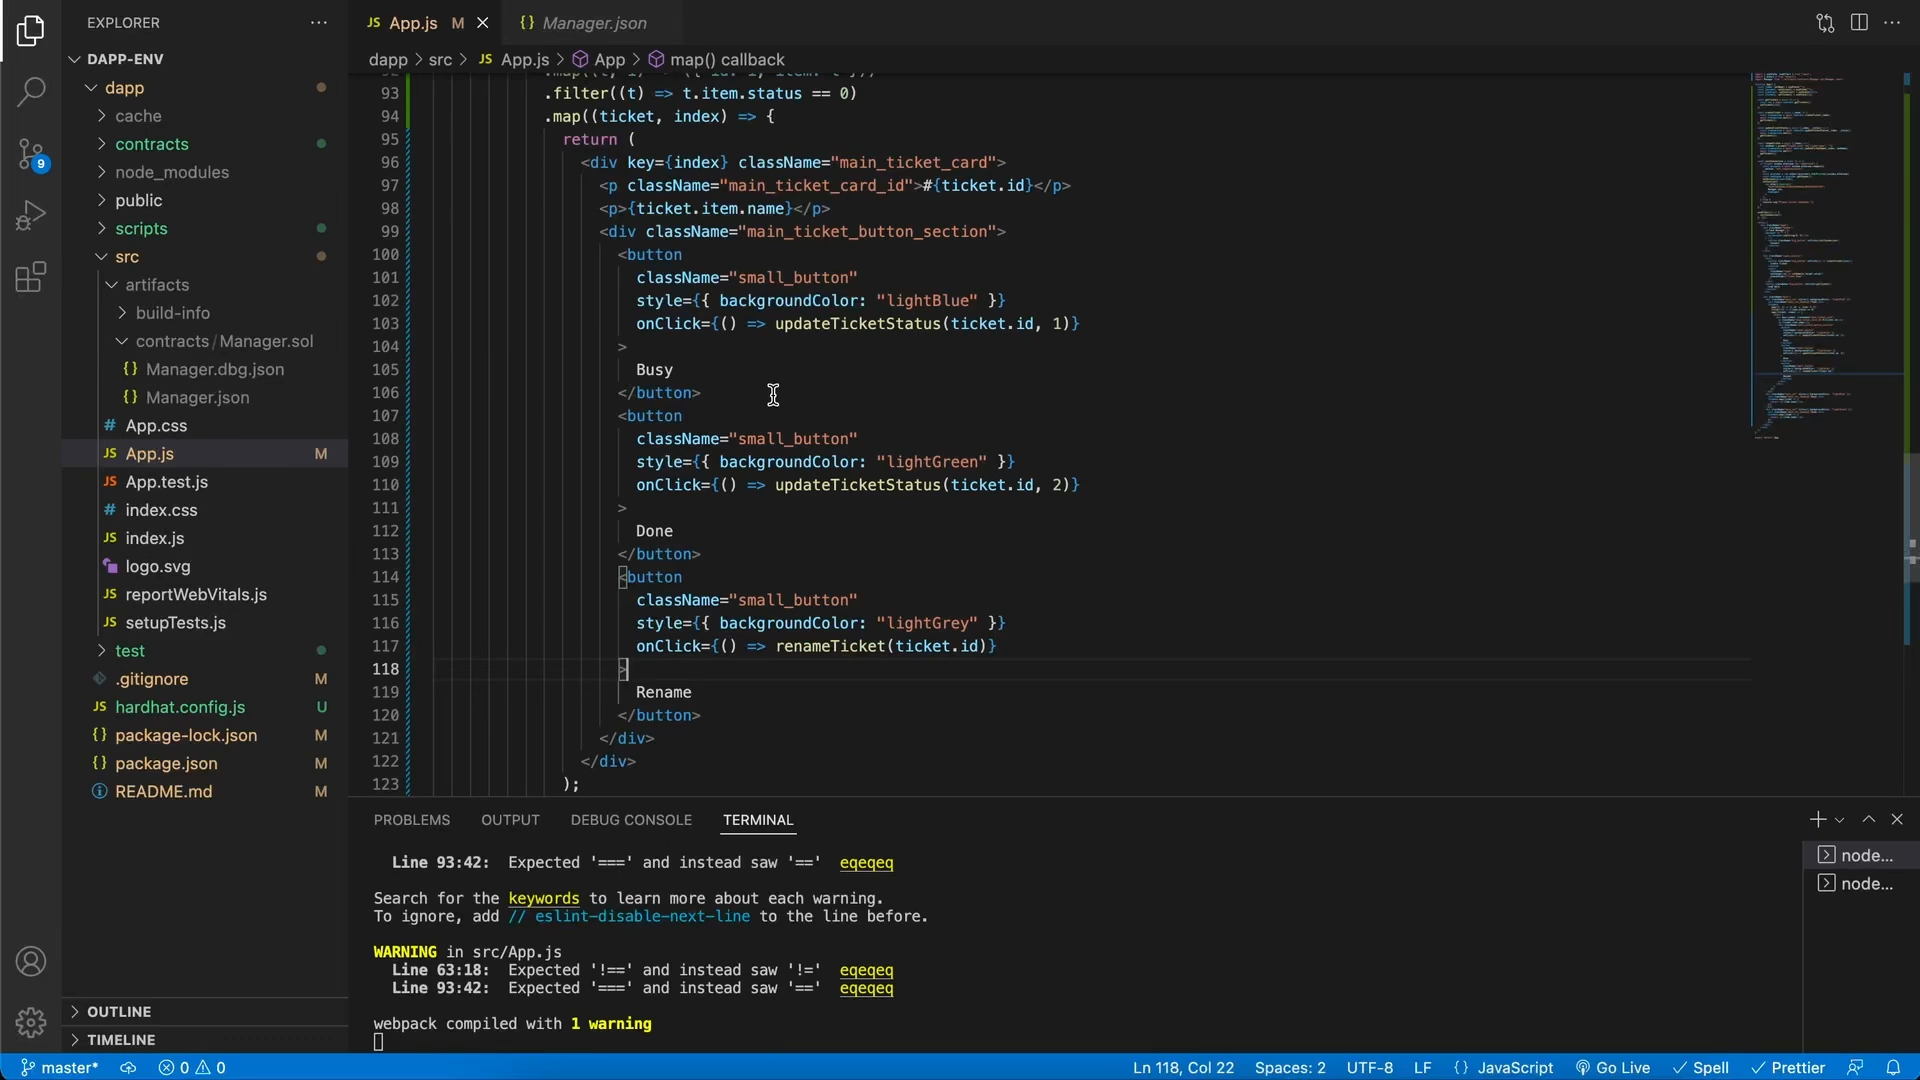 EXPLORER
DAPP-ENV
dapp
cache
contracts
node_modules
public
scripts
src
artifacts
build-info
contracts / Manager.sol
{} Manager.dbg.json
{} Manager.json
# App.css
JS App.js M
JS App.test.js
# index.css
JS index.js
logo.svg
JS reportWebVitals.js
JS setupTests.js
test
.gitignore M
JS hardhat.config.js U
{} package-lock.json M
{} package.json M
README.md M
OUTLINE
TIMELINE
9
JS App.js M
{} Manager.json
dapp > src > JS App.js > App > map() callback
93 .filter((t) => t.item.status == 0)
94 .map((ticket, index) => {
95 return (
96 <div key={index} className="main_ticket_card">
97 <p className="main_ticket_card_id">#{ticket.id}</p>
98 <p>{ticket.item.name}</p>
99 <div className="main_ticket_button_section">
100 <button
101 className="small_button"
102 style={{ backgroundColor: "lightBlue" }}
103 onClick={() => updateTicketStatus(ticket.id, 1)}
104 >
105 Busy
106 </button>
107 <button
108 className="small_button"
109 style={{ backgroundColor: "lightGreen" }}
110 onClick={() => updateTicketStatus(ticket.id, 2)}
111 >
112 Done
113 </button>
114 <button
115 className="small_button"
116 style={{ backgroundColor: "lightGrey" }}
117 onClick={() => renameTicket(ticket.id)}
118 >
119 Rename
120 </button>
121 </div>
122 </div>
123 );
PROBLEMS OUTPUT DEBUG CONSOLE TERMINAL
Line 93:42: Expected '===' and instead saw '==' eqeqeq
Search for the keywords to learn more about each warning.
To ignore, add // eslint-disable-next-line to the line before.
WARNING in src/App.js
Line 63:18: Expected '!==' and instead saw '!=' eqeqeq
Line 93:42: Expected '===' and instead saw '==' eqeqeq
webpack compiled with 1 warning
node...
node...
master* 0 0 Ln 118, Col 22 Spaces: 2 UTF-8 LF {} JavaScript Go Live Spell Prettier